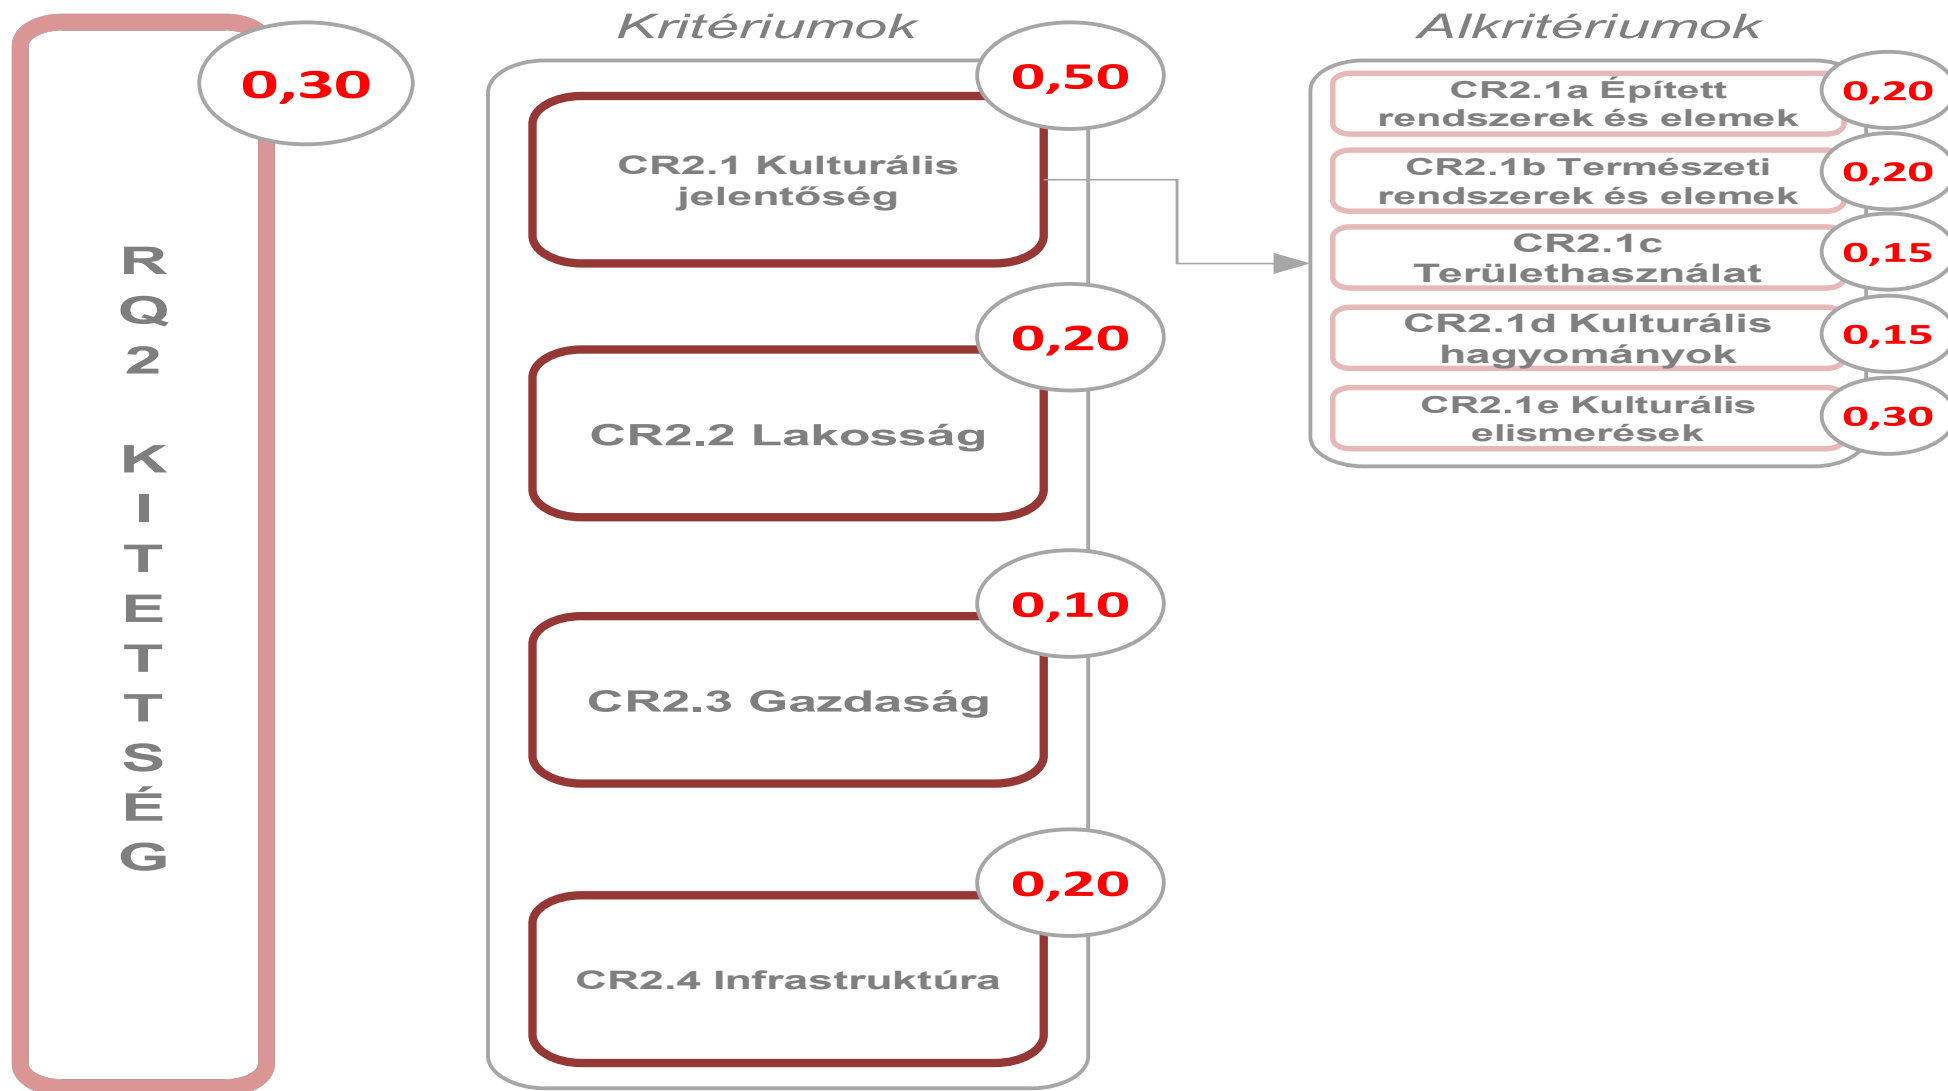 0,30
RQ2 KITETTSÉG
Kritériumok
0,50
CR2.1 Kulturális
jelentőség
0,20
CR2.2 Lakosság
0,10
CR2.3 Gazdaság
0,20
CR2.4 Infrastruktúra
Alkritériumok
CR2.1a Épített
rendszerek és elemek
0,20
CR2.1b Természeti
rendszerek és elemek
0,20
CR2.1c
Területhasználat
0,15
CR2.1d Kulturális
hagyományok
0,15
CR2.1e Kulturális
elismerések
0,30